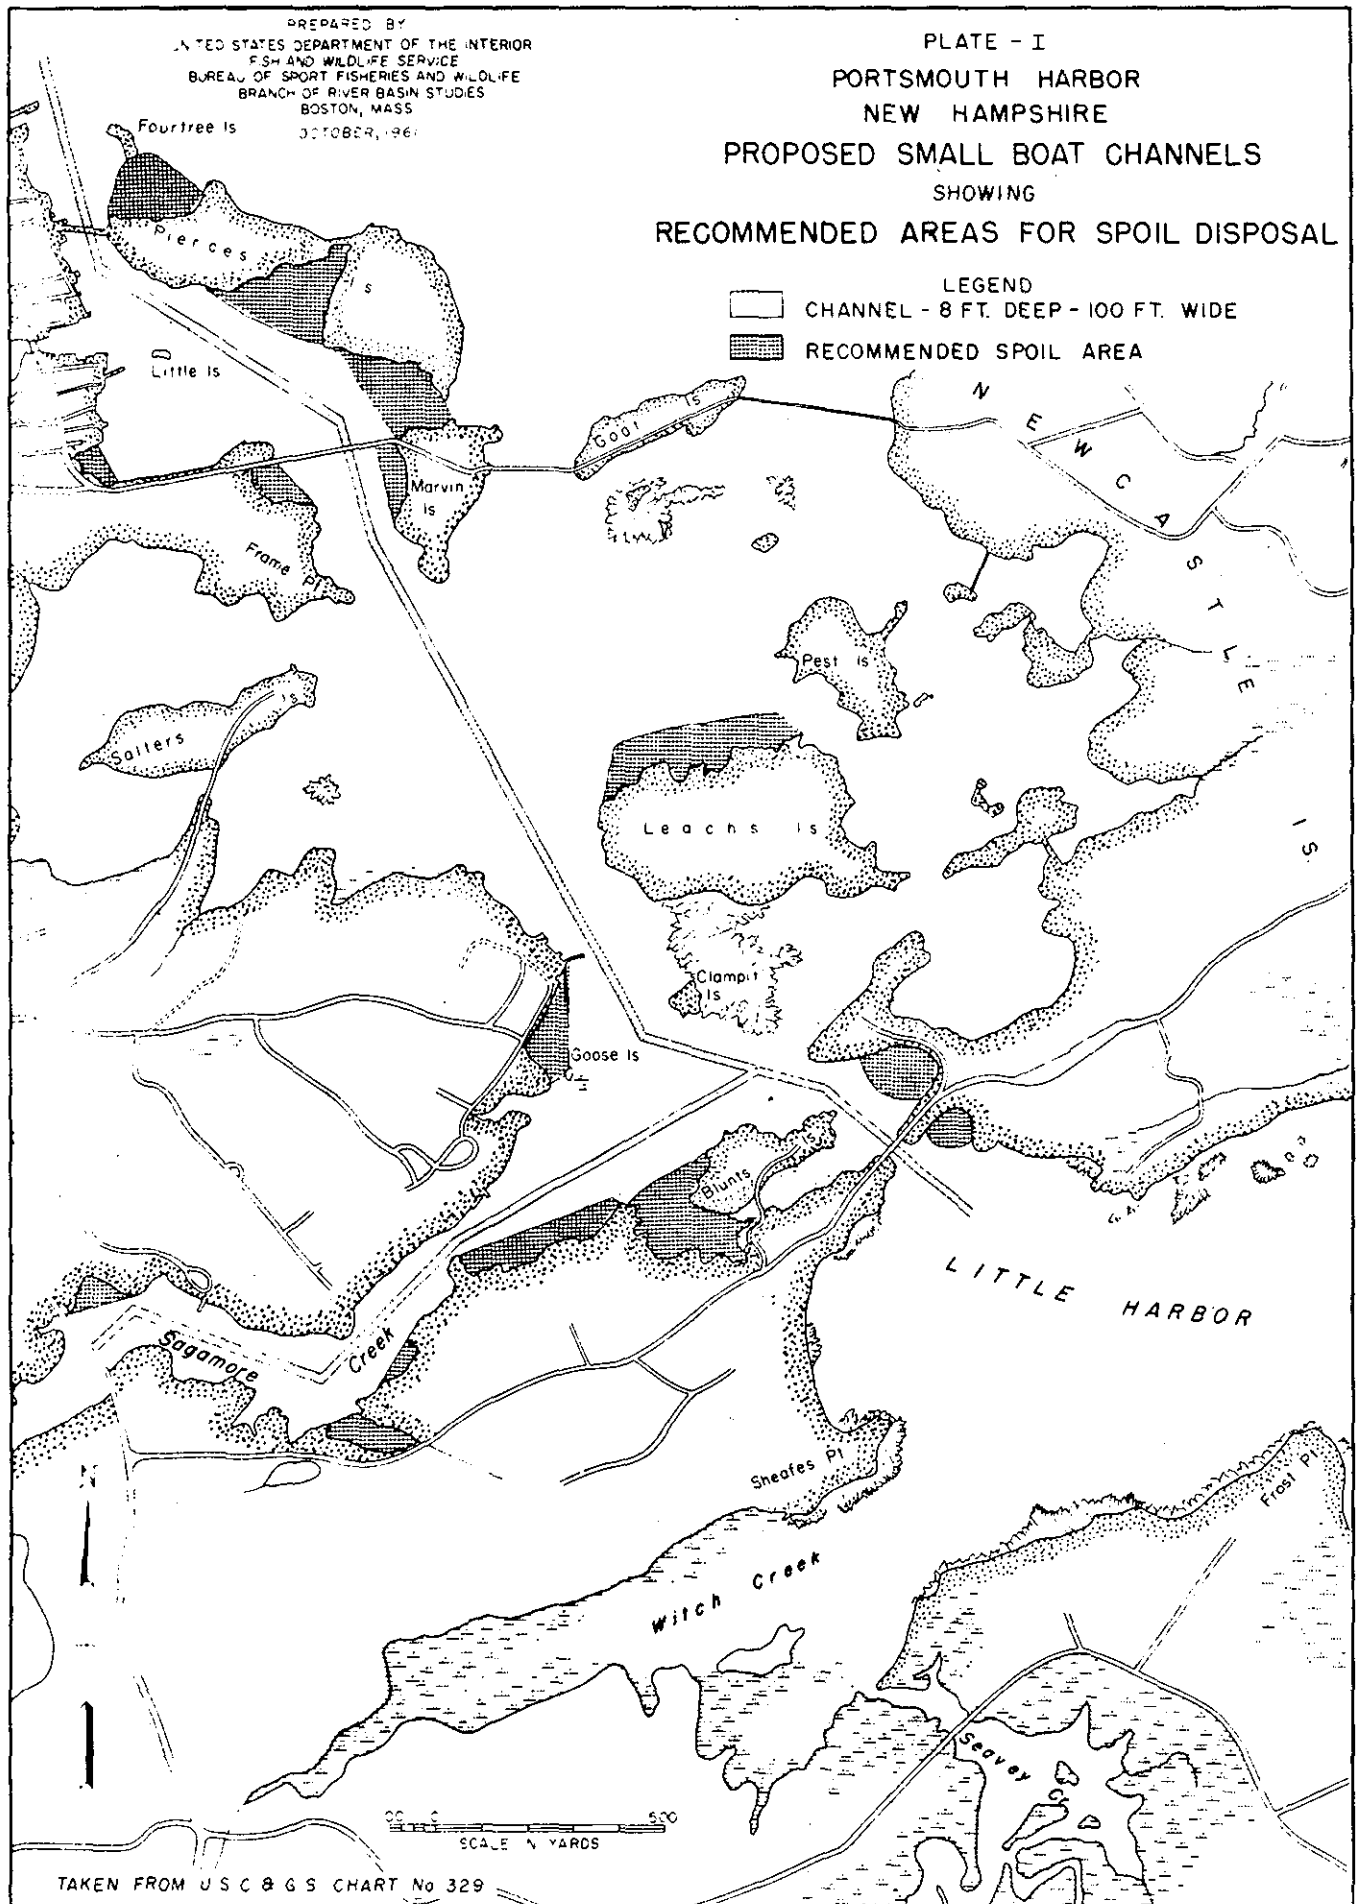 PREPARED BY
UNITED STATES DEPARTMENT OF THE INTERIOR
FISH AND WILDLIFE SERVICE
BUREAU OF SPORT FISHERIES AND WILDLIFE
BRANCH OF RIVER BASIN STUDIES
BOSTON, MASS
OCTOBER, 1961
PLATE - I
PORTSMOUTH HARBOR
NEW HAMPSHIRE
PROPOSED SMALL BOAT CHANNELS
SHOWING
RECOMMENDED AREAS FOR SPOIL DISPOSAL
LEGEND
CHANNEL - 8 FT. DEEP - 100 FT. WIDE
RECOMMENDED SPOIL AREA
Fourtree Is
Pierces Is
Little Is
Goat Is
NEWCASTLE IS
Marvin Is
Frame Pt
Pest Is
Salters Is
Leachs Is
Clampit Is
Goose Is
Blunts Is
LITTLE HARBOR
Sagamore Creek
Sheafes Pt
Frost Pt
N
Witch Creek
Seavey Cr
500
SCALE IN YARDS
TAKEN FROM U S C & G S CHART No 329